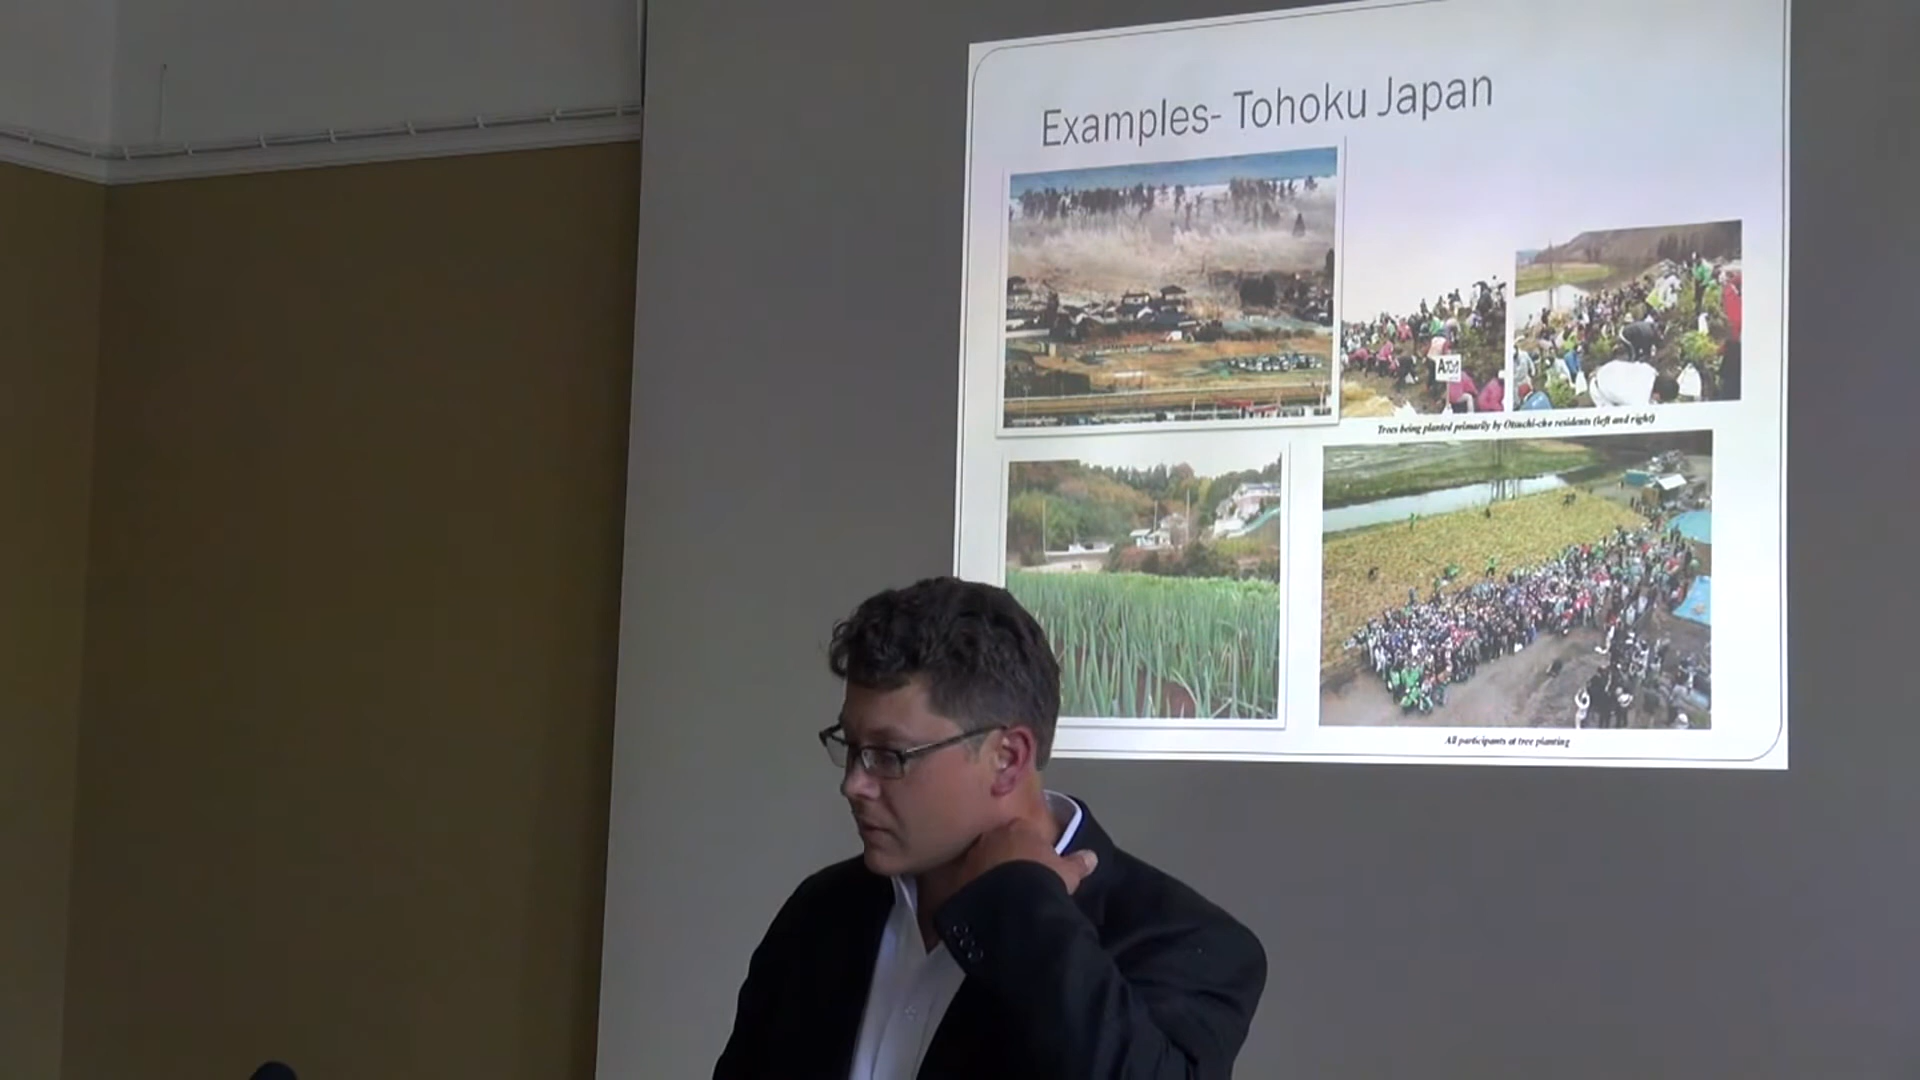 Examples- Tohoku Japan
Trees being planted primarily by Otsuchi-cho residents (left and right)
All participants at tree planting